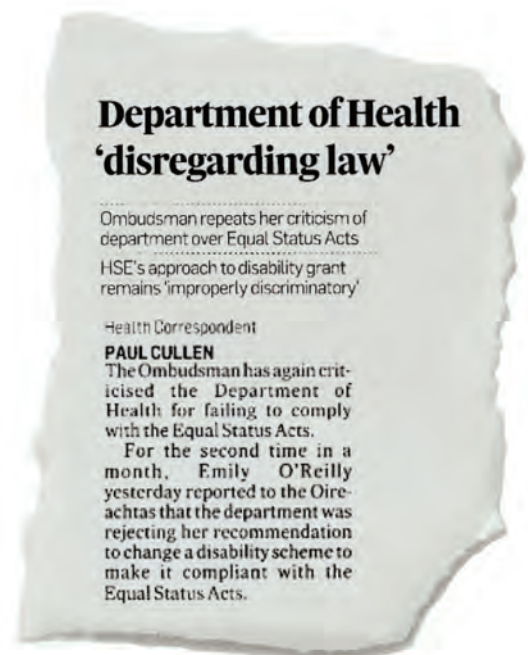 Department of Health
‘disregarding law’
Ombudsman repeats her criticism of
department over Equal Status Acts
HSE's approach to disability grant
remains ‘improperly discriminatory’
Health Correspondent
PAUL CULLEN
The Ombudsman has again crit-
icised the Department of
Health for failing to comply
with the Equal Status Acts.
For the second time in a
month, Emily O'Reilly
yesterday reported to the Oire-
achtas that the department was
rejecting her recommendation
to change a disability scheme to
make it compliant with the
Equal Status Acts.